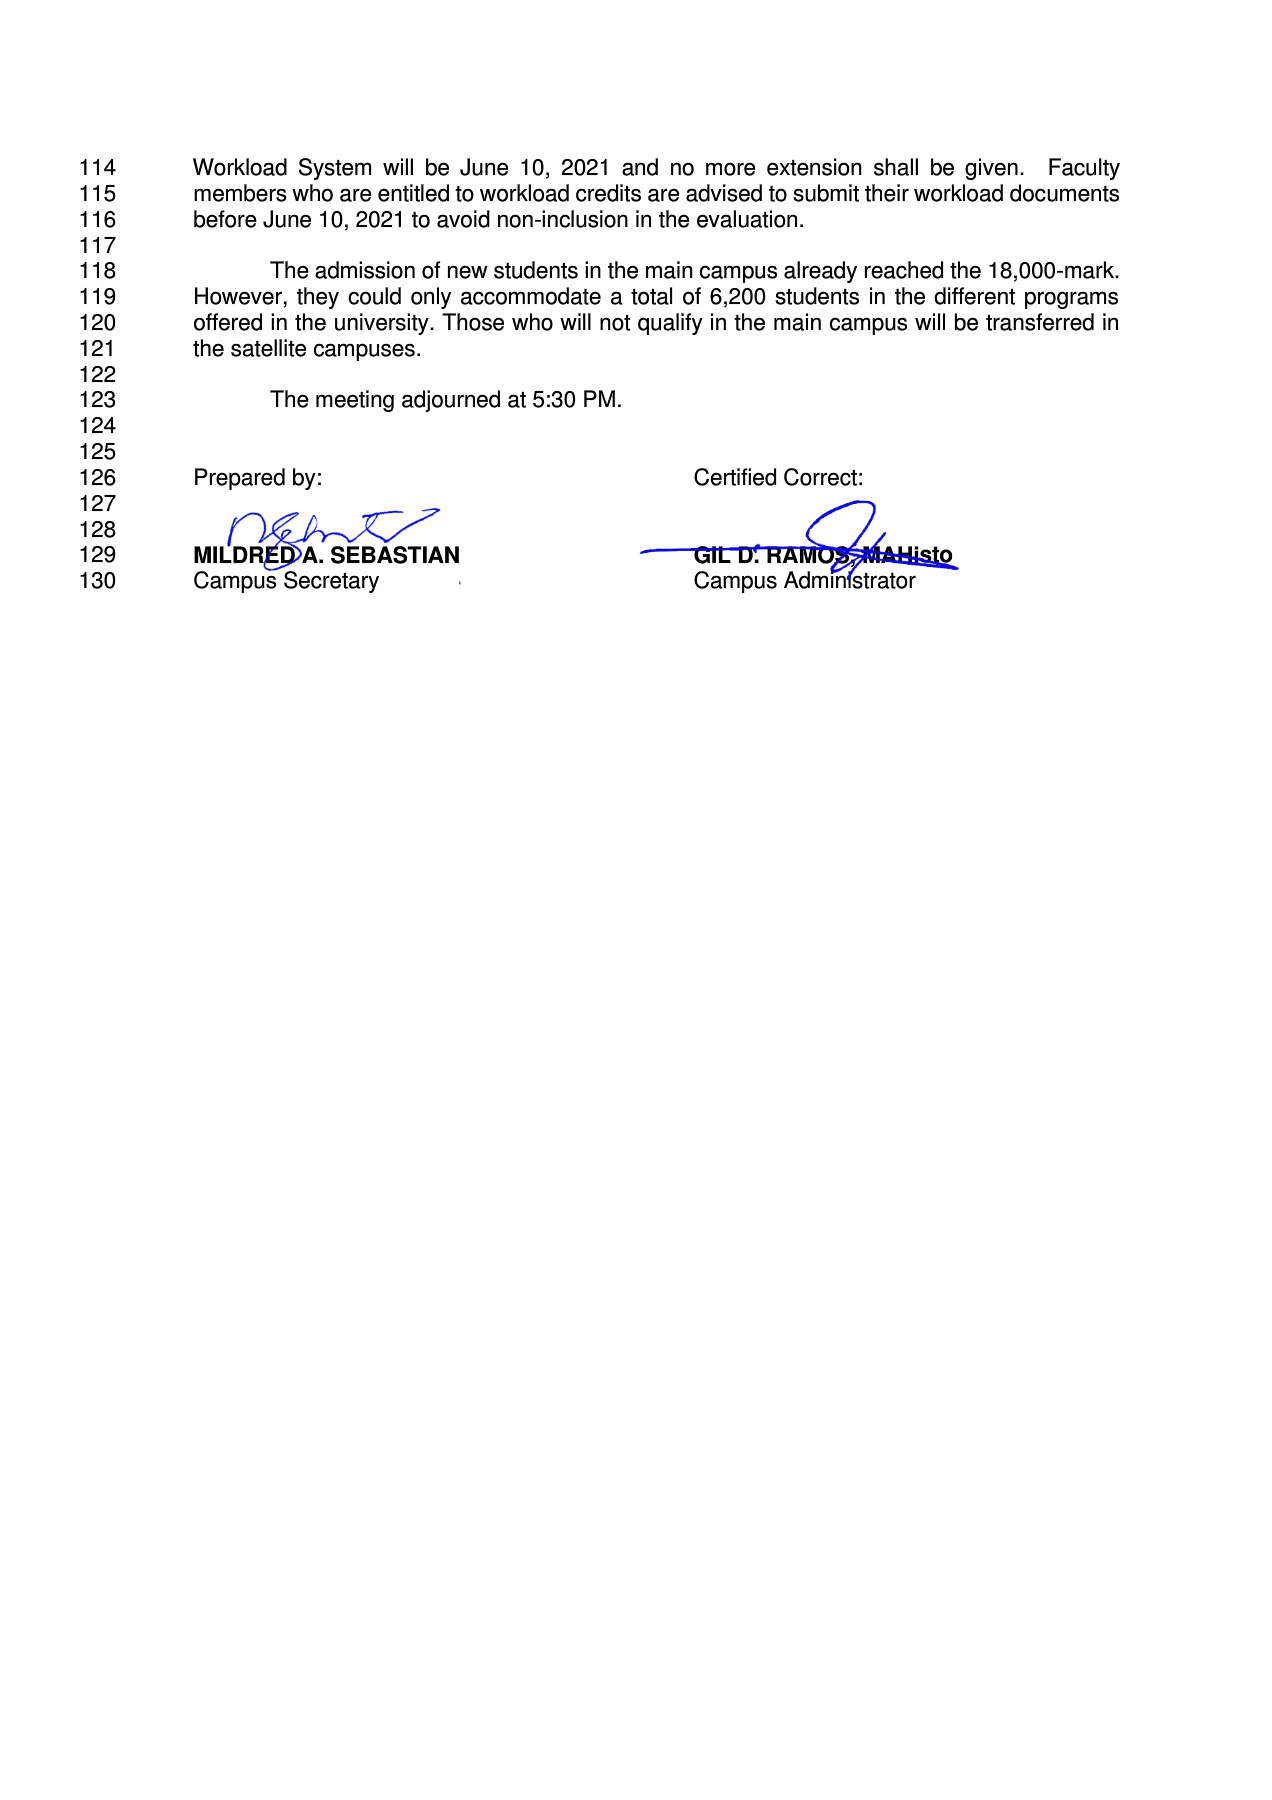 114 Workload System will be June 10, 2021 and no more extension shall be given. Faculty
115 members who are entitled to workload credits are advised to submit their workload documents
116 before June 10, 2021 to avoid non-inclusion in the evaluation.
117
118 The admission of new students in the main campus already reached the 18,000-mark.
119 However, they could only accommodate a total of 6,200 students in the different programs
120 offered in the university. Those who will not qualify in the main campus will be transferred in
121 the satellite campuses.
122
123 The meeting adjourned at 5:30 PM.
124
125
126 Prepared by: Certified Correct:
127
128
129 MILDRED A. SEBASTIAN GIL D. RAMOS, MAHisto
130 Campus Secretary Campus Administrator